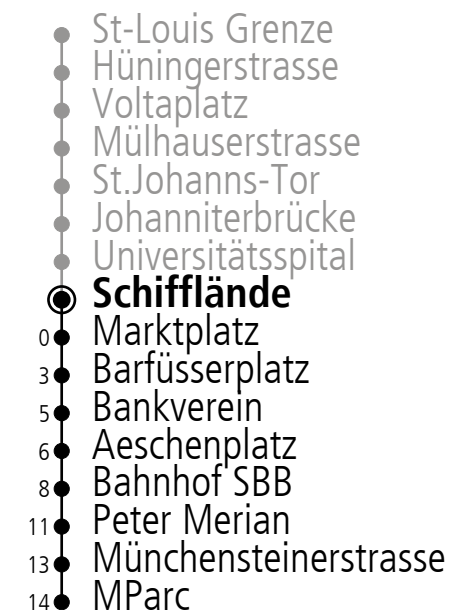 St-Louis Grenze
Hüningerstrasse
Voltaplatz
Mülhauserstrasse
St.Johanns-Tor
Johanniterbrücke
Universitätsspital
Schifflände
0 Marktplatz
3 Barfüsserplatz
5 Bankverein
6 Aeschenplatz
8 Bahnhof SBB
11 Peter Merian
13 Münchensteinerstrasse
14 MParc